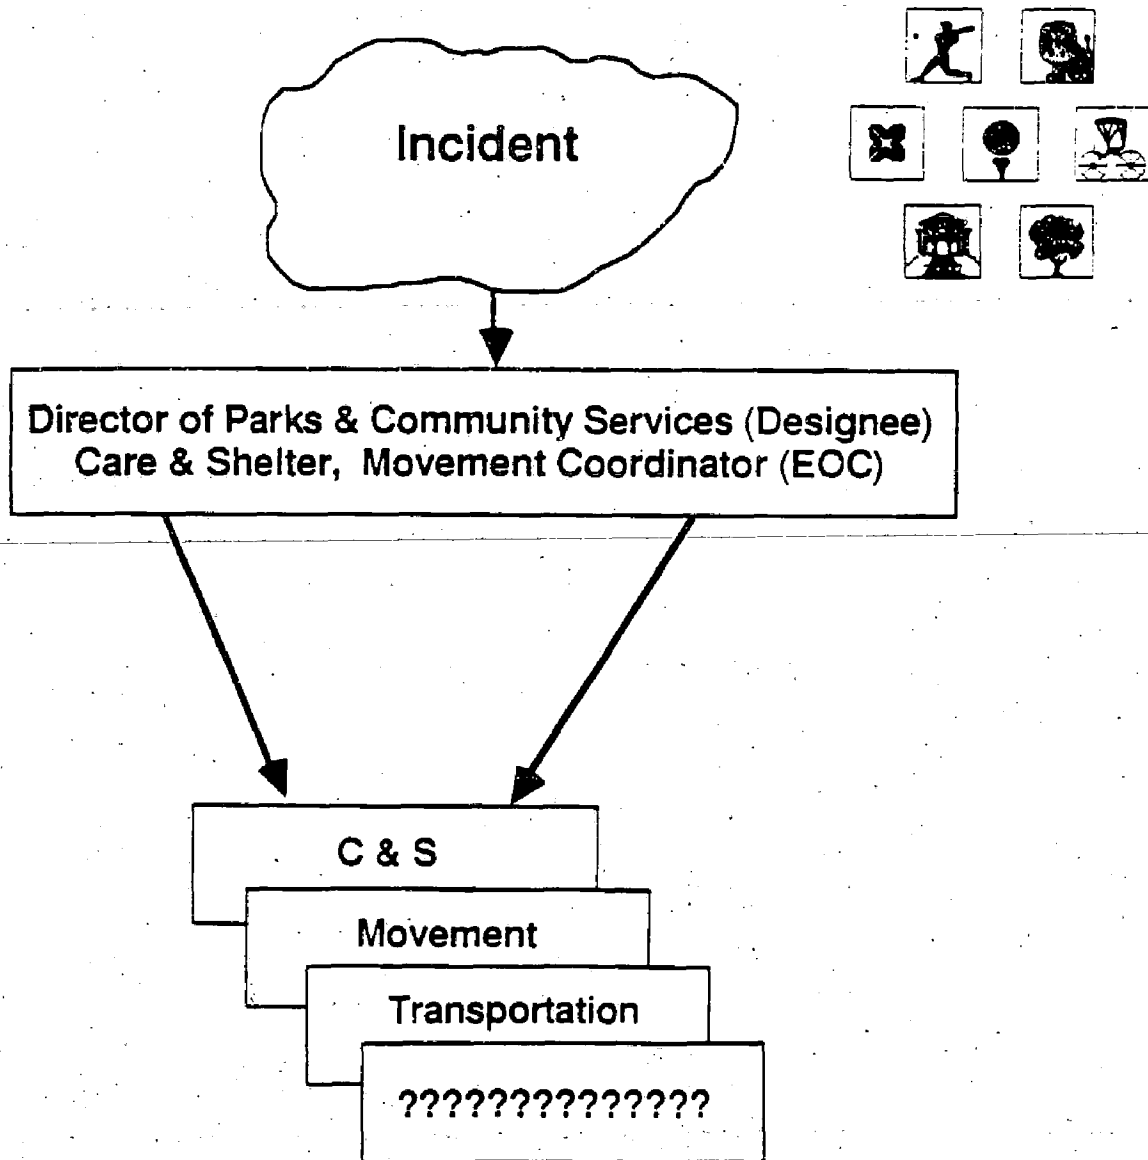 Incident
Director of Parks & Community Services (Designee)
Care & Shelter, Movement Coordinator (EOC)
C & S
Movement
Transportation
??????????????